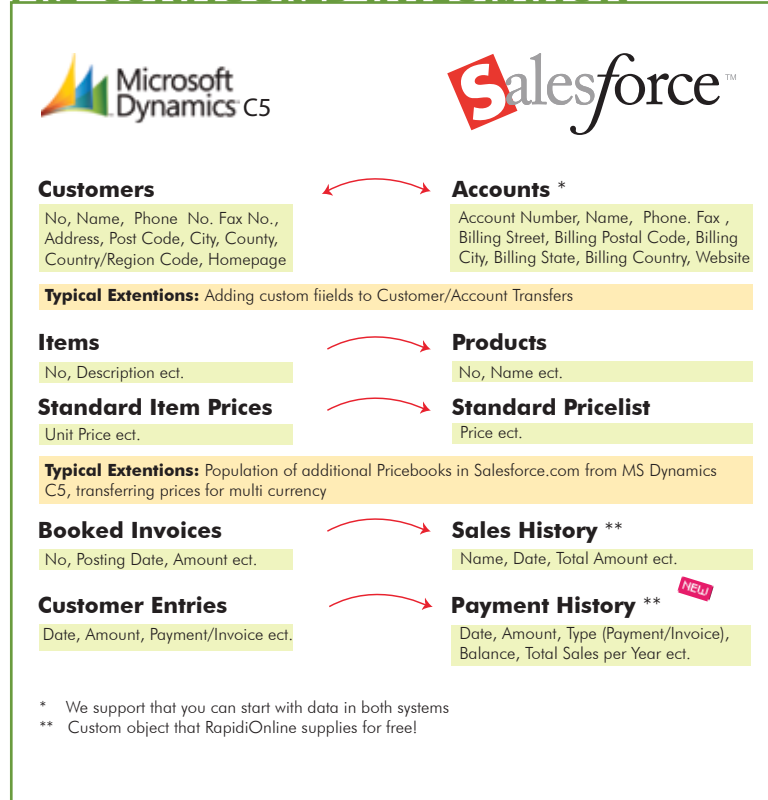 Microsoft
Dynamics C5
Salesforce™
Customers
Accounts *
No, Name, Phone No. Fax No.,
Address, Post Code, City, County,
Country/Region Code, Homepage
Account Number, Name, Phone. Fax ,
Billing Street, Billing Postal Code, Billing
City, Billing State, Billing Country, Website
Typical Extentions: Adding custom fiields to Customer/Account Transfers
Items
Products
No, Description ect.
No, Name ect.
Standard Item Prices
Standard Pricelist
Unit Price ect.
Price ect.
Typical Extentions: Population of additional Pricebooks in Salesforce.com from MS Dynamics
C5, transferring prices for multi currency
Booked Invoices
Sales History **
No, Posting Date, Amount ect.
Name, Date, Total Amount ect.
NEW
Customer Entries
Payment History **
Date, Amount, Payment/Invoice ect.
Date, Amount, Type (Payment/Invoice),
Balance, Total Sales per Year ect.
* We support that you can start with data in both systems
** Custom object that RapidiOnline supplies for free!